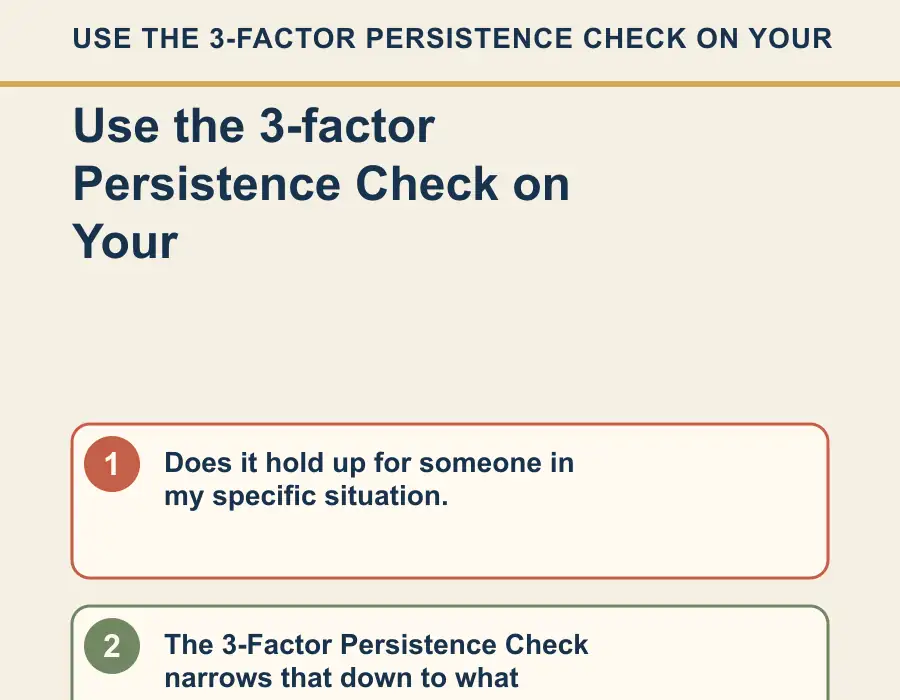 USE THE 3-FACTOR PERSISTENCE CHECK ON YOUR
Use the 3-factor
Persistence Check on
Your
1
Does it hold up for someone in
my specific situation.
2
The 3-Factor Persistence Check
narrows that down to what